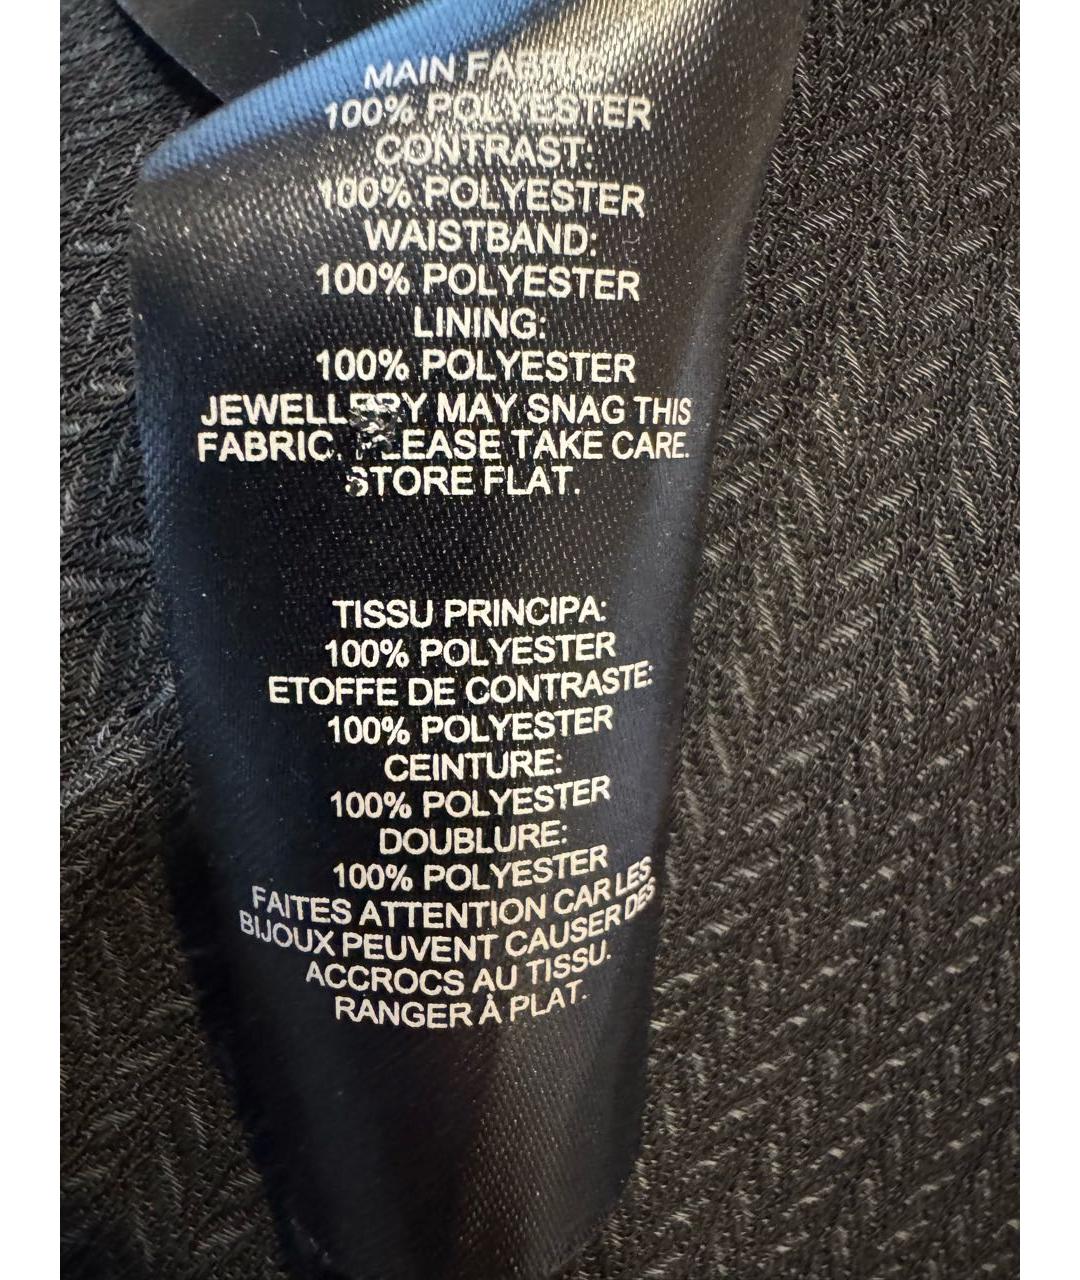 MAIN FABRIC:
100% POLYESTER
CONTRAST:
100% POLYESTER
WAISTBAND:
100% POLYESTER
LINING:
100% POLYESTER
JEWELLERY MAY SNAG THIS
FABRIC. PLEASE TAKE CARE.
STORE FLAT.
TISSU PRINCIPA:
100% POLYESTER
ETOFFE DE CONTRASTE:
100% POLYESTER
CEINTURE:
100% POLYESTER
DOUBLURE:
100% POLYESTER
FAITES ATTENTION CAR LES
BIJOUX PEUVENT CAUSER DES
ACCROCS AU TISSU.
RANGER À PLAT.